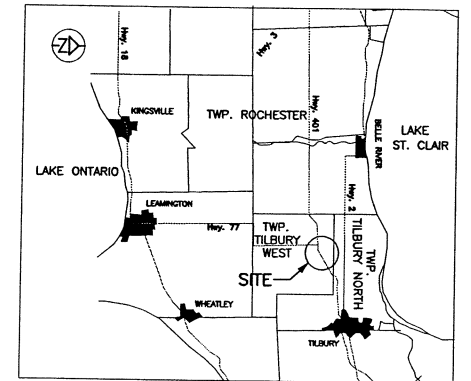 Hwy. 18
Hwy. 3
N
KINGSVILLE
TWP. ROCHESTER
Hwy. 401
BELLE RIVER
LAKE
ST. CLAIR
LAKE ONTARIO
LEAMINGTON
Hwy. 77
Hwy. 2
TWP.
TILBURY
WEST
TWP.
TILBURY NORTH
SITE
WHEATLEY
TILBURY